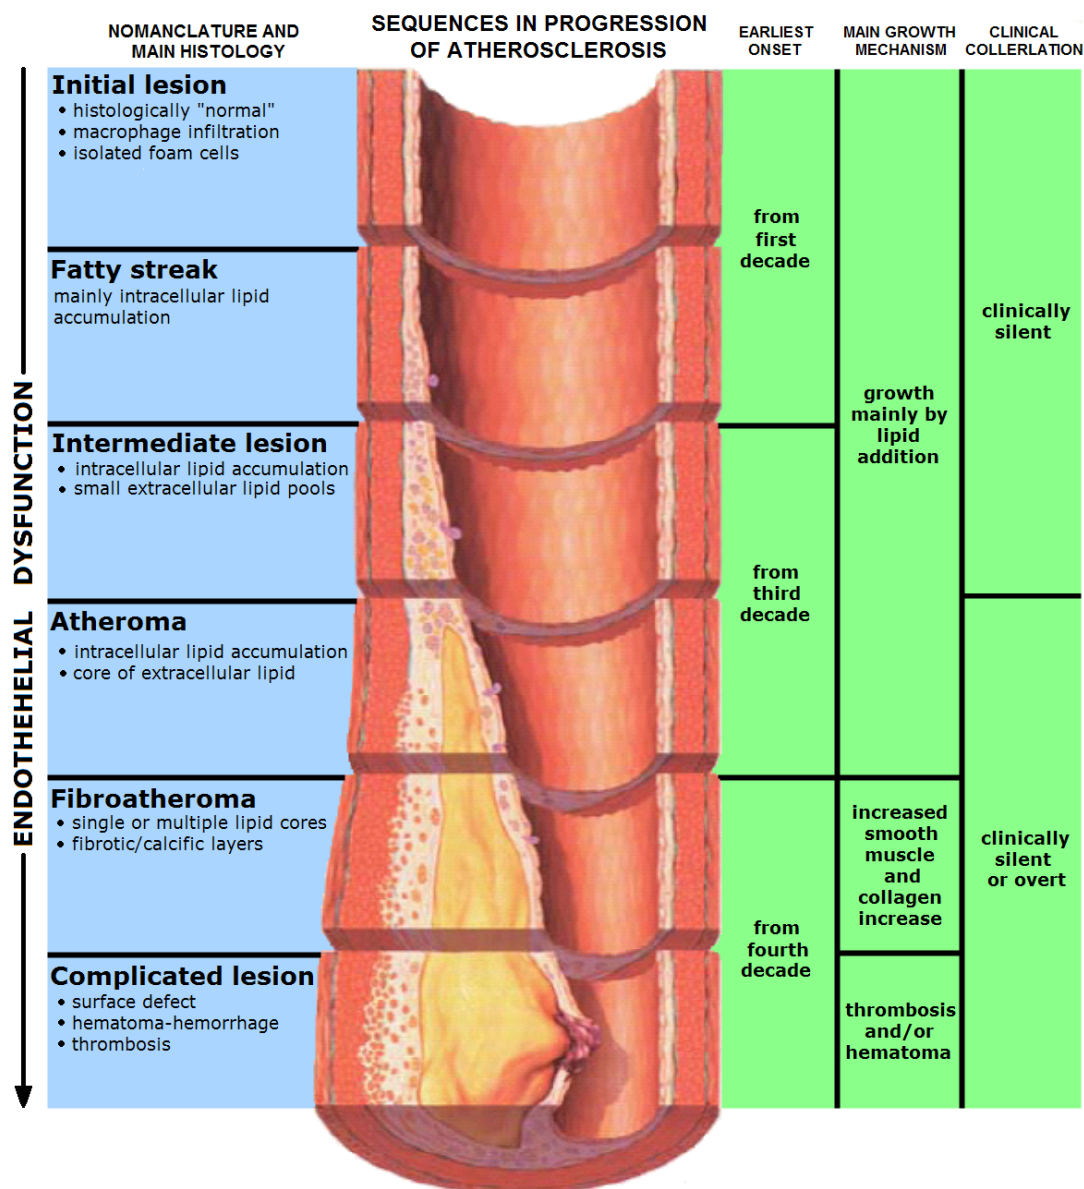 NOMANCLATURE AND
MAIN HISTOLOGY
SEQUENCES IN PROGRESSION
OF ATHEROSCLEROSIS
EARLIEST
ONSET
MAIN GROWTH
MECHANISM
CLINICAL
COLLERLATION
ENDOTHEHELIAL DYSFUNCTION
Initial lesion
• histologically "normal"
• macrophage infiltration
• isolated foam cells
Fatty streak
mainly intracellular lipid
accumulation
Intermediate lesion
• intracellular lipid accumulation
• small extracellular lipid pools
Atheroma
• intracellular lipid accumulation
• core of extracellular lipid
Fibroatheroma
• single or multiple lipid cores
• fibrotic/calcific layers
Complicated lesion
• surface defect
• hematoma-hemorrhage
• thrombosis
from
first
decade
from
third
decade
from
fourth
decade
growth
mainly by
lipid
addition
increased
smooth
muscle
and
collagen
increase
thrombosis
and/or
hematoma
clinically
silent
clinically
silent
or overt